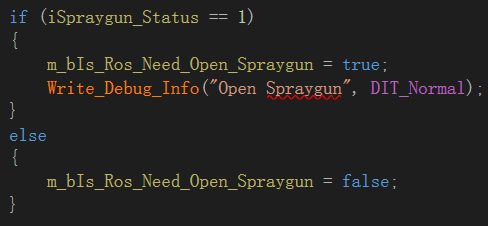 if (iSpraygun_Status == 1)
{
    m_bIs_Ros_Need_Open_Spraygun = true;
    Write_Debug_Info("Open Spraygun", DIT_Normal);
}
else
{
    m_bIs_Ros_Need_Open_Spraygun = false;
}